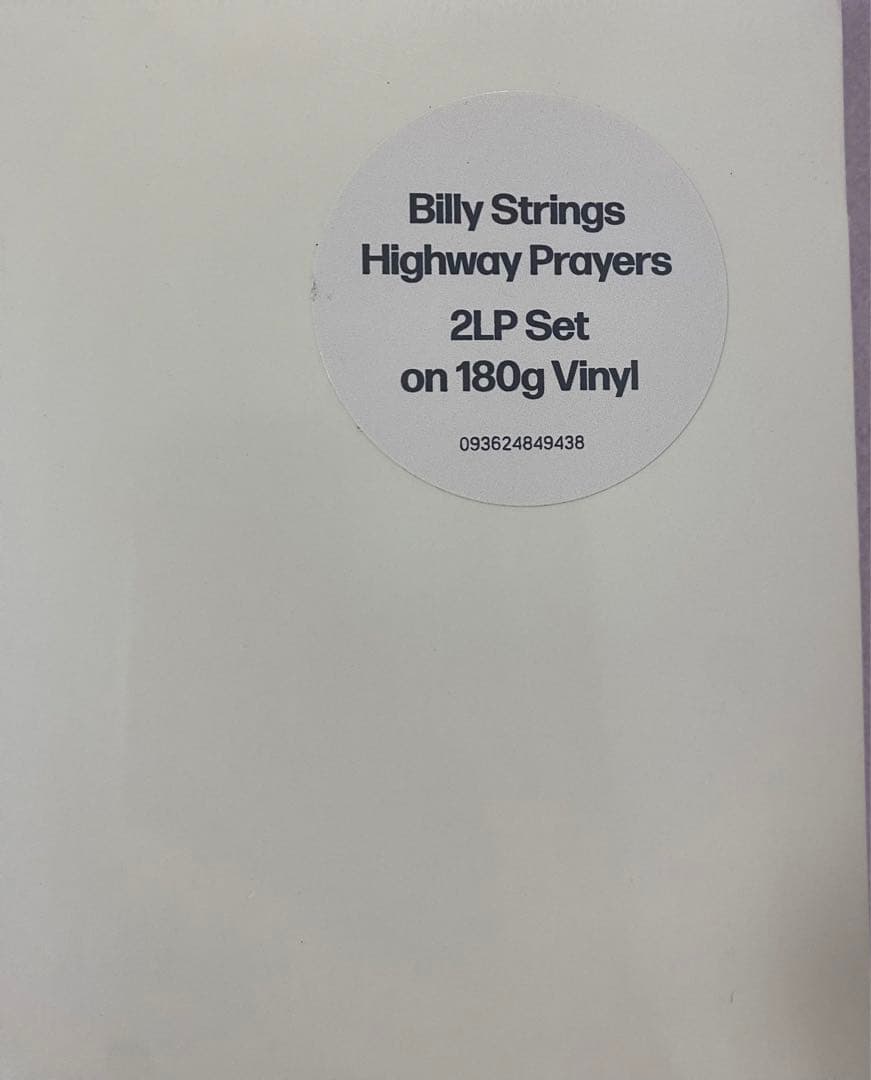 Billy Strings
Highway Prayers
2LP Set
on 180g Vinyl
093624849438